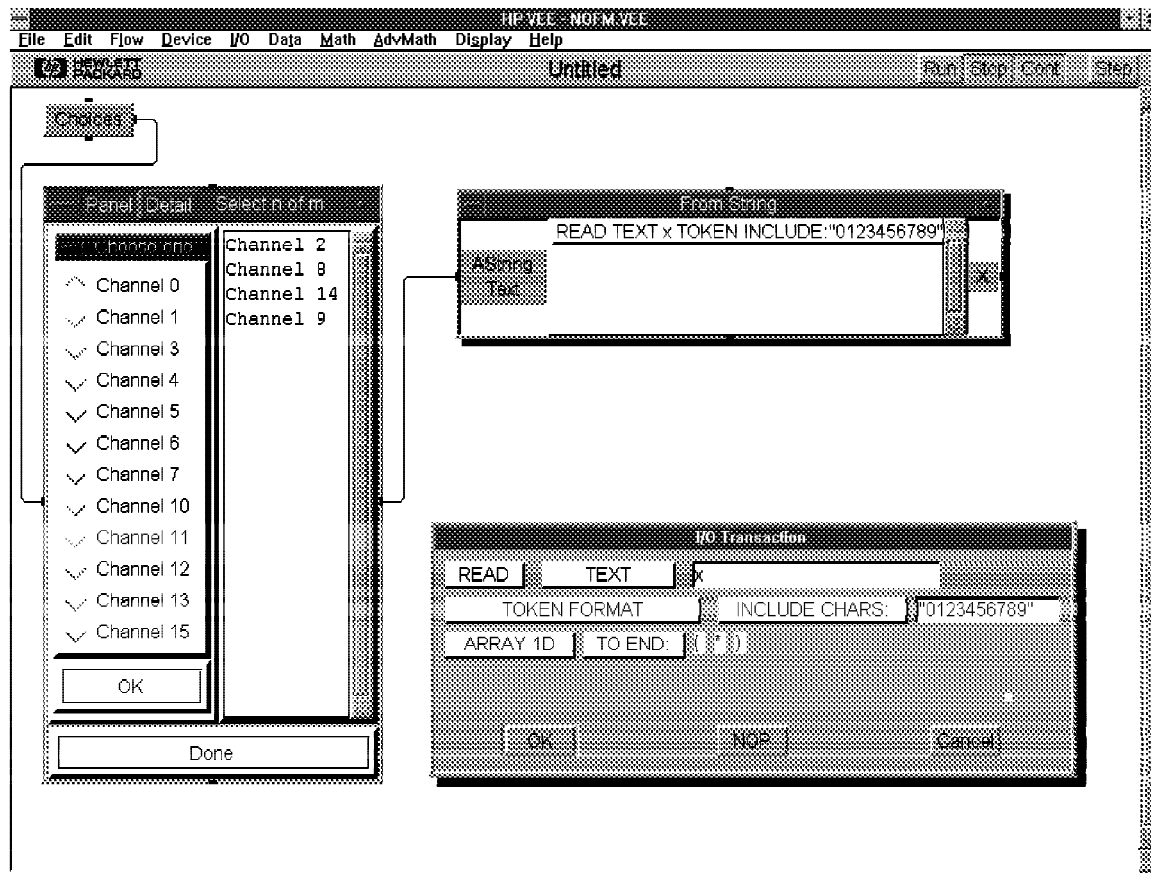 HP VEE - NOFM.VEE
File Edit Flow Device I/O Data Math AdvMath Display Help
HEWLETT PACKARD Untitled Run Stop Cont Step
Choices
Panel Detail Select n of m
Choose one
Channel 0
Channel 1
Channel 3
Channel 4
Channel 5
Channel 6
Channel 7
Channel 10
Channel 11
Channel 12
Channel 13
Channel 15
OK
Channel 2
Channel 8
Channel 14
Channel 9
Done
From String
READ TEXT x TOKEN INCLUDE:"0123456789"
AString
Text
X
I/O Transaction
READ TEXT x
TOKEN FORMAT INCLUDE CHARS: "0123456789"
ARRAY 1D TO END: ( * )
OK NOP Cancel